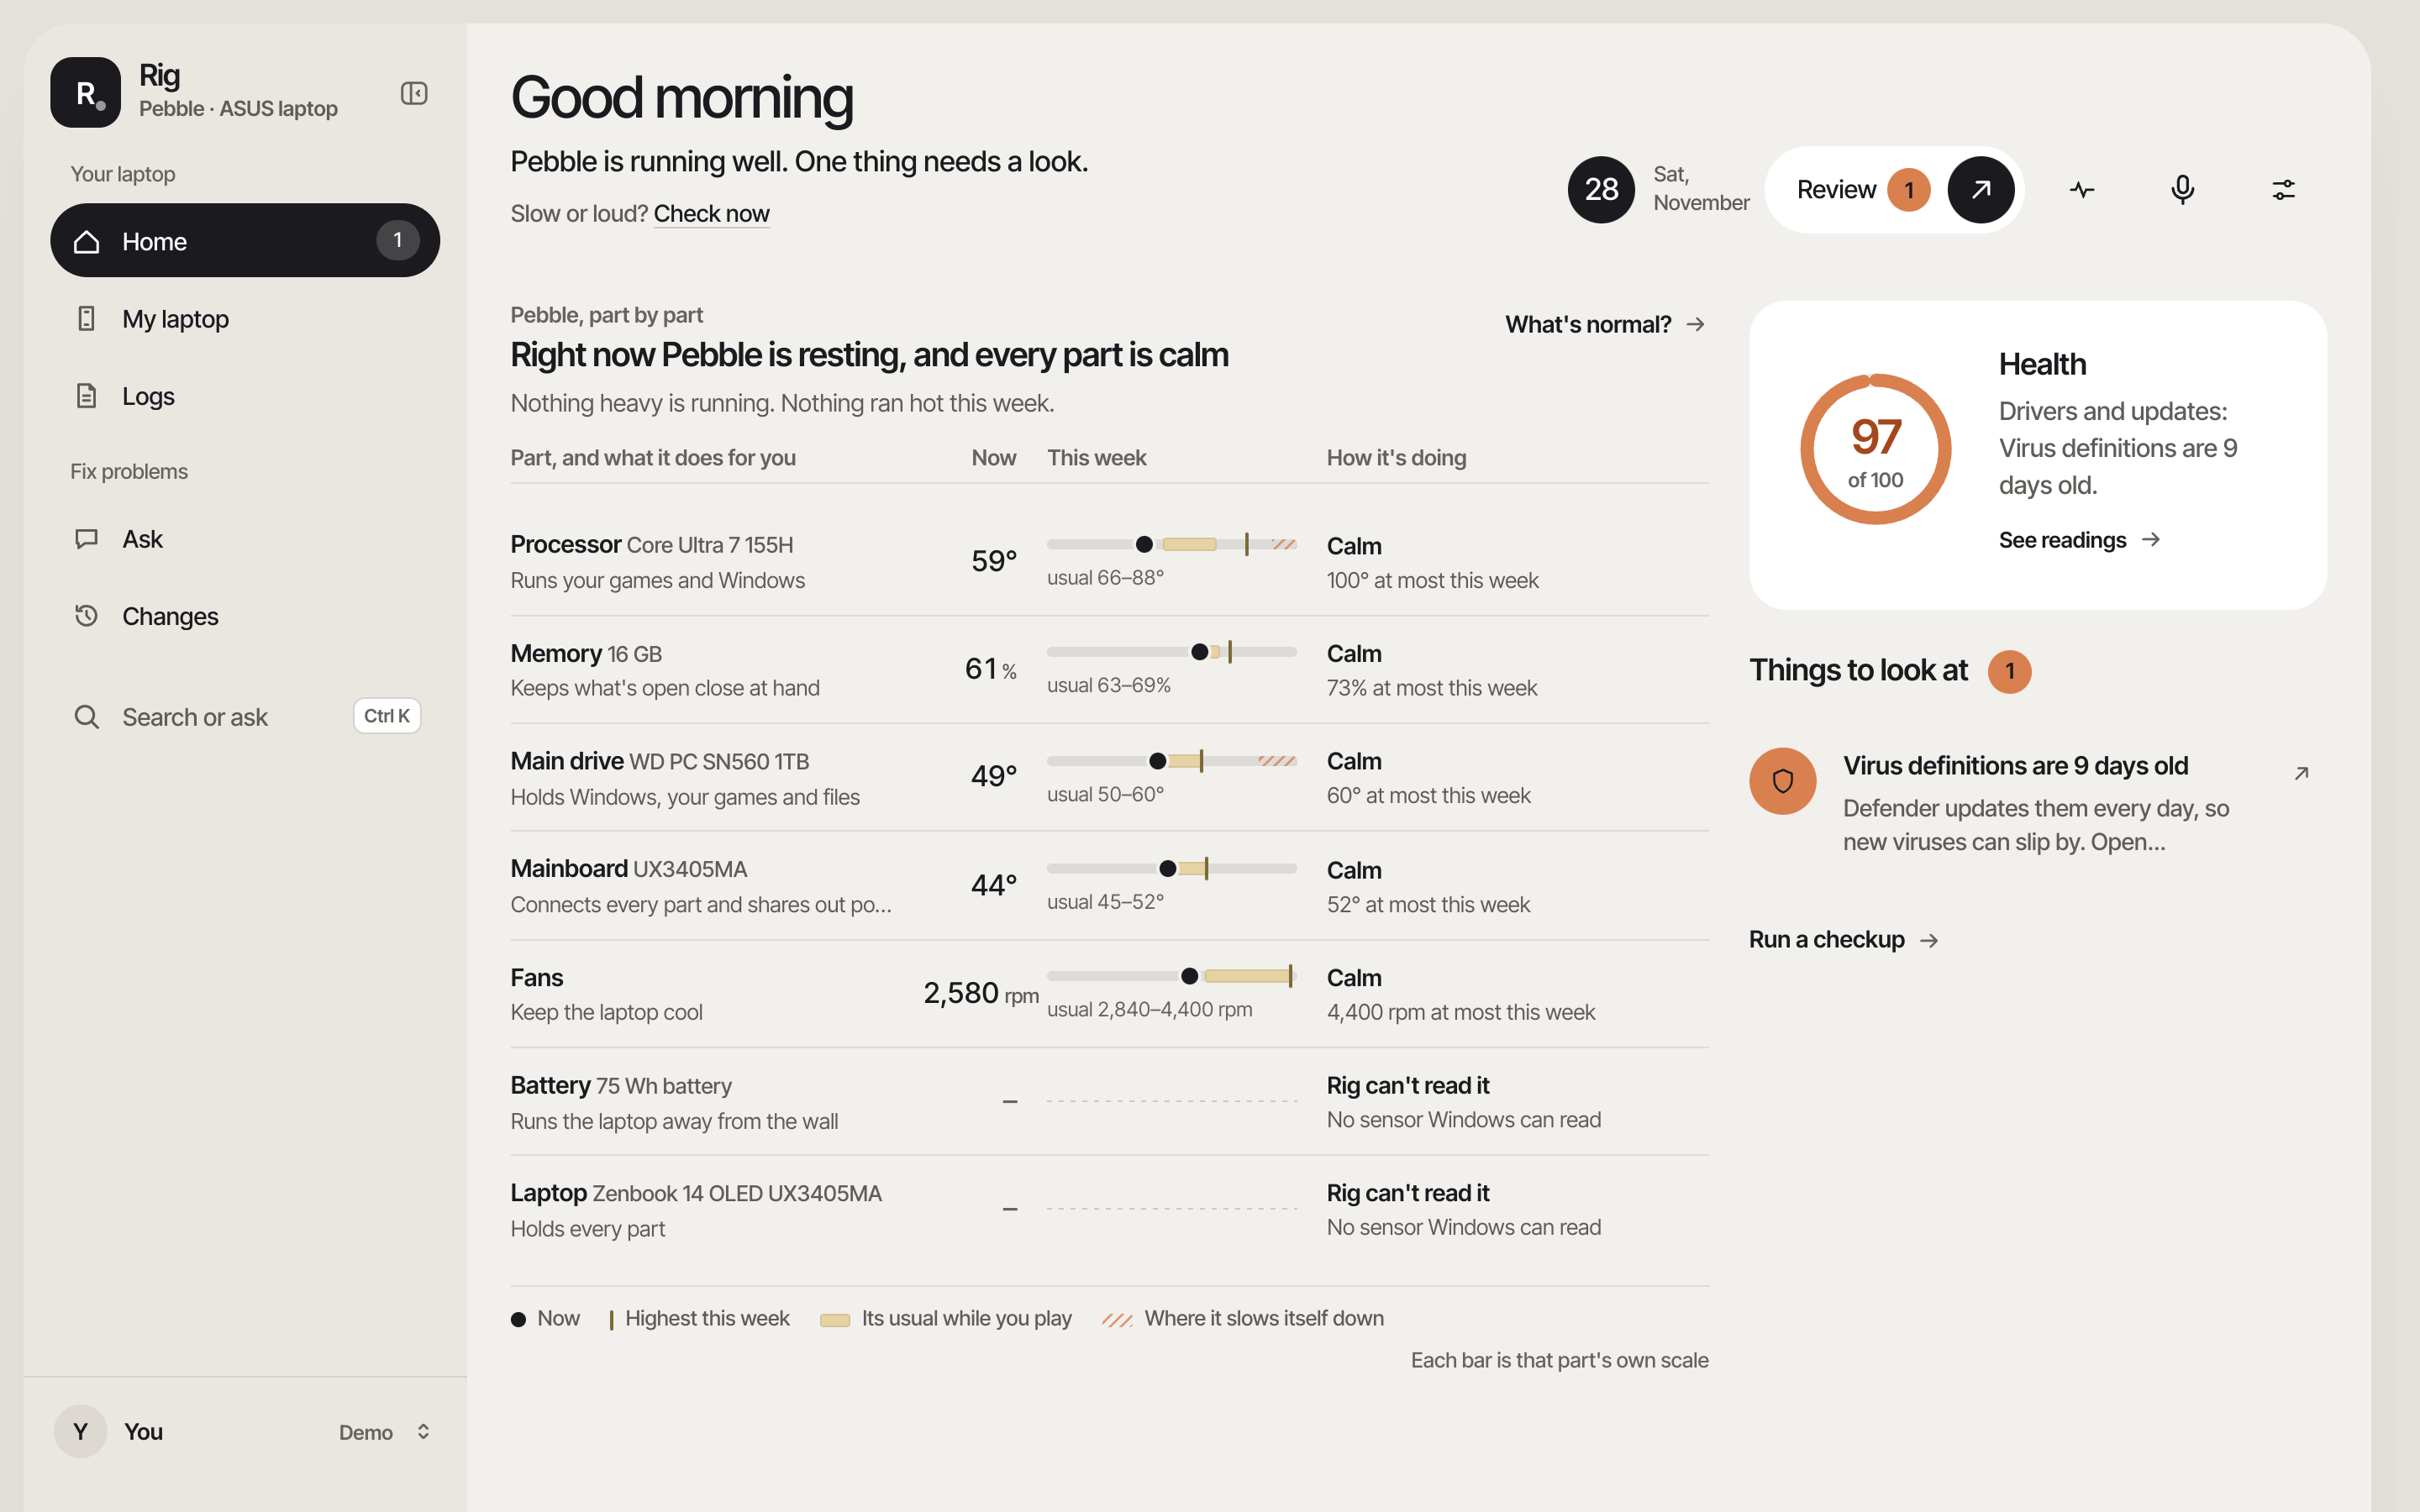 R.
Rig
Pebble · ASUS laptop
Your laptop
Home 1
My laptop
Logs
Fix problems
Ask
Changes
Search or ask Ctrl K
Y You Demo
Good morning
Pebble is running well. One thing needs a look.
Slow or loud? Check now
28 Sat, November
Review 1
Pebble, part by part
What's normal?
Right now Pebble is resting, and every part is calm
Nothing heavy is running. Nothing ran hot this week.
Part, and what it does for you Now This week How it's doing
Processor Core Ultra 7 155H
Runs your games and Windows
59°
usual 66–88°
Calm
100° at most this week
Memory 16 GB
Keeps what's open close at hand
61 %
usual 63–69%
Calm
73% at most this week
Main drive WD PC SN560 1TB
Holds Windows, your games and files
49°
usual 50–60°
Calm
60° at most this week
Mainboard UX3405MA
Connects every part and shares out po...
44°
usual 45–52°
Calm
52° at most this week
Fans
Keep the laptop cool
2,580 rpm
usual 2,840–4,400 rpm
Calm
4,400 rpm at most this week
Battery 75 Wh battery
Runs the laptop away from the wall
–
Rig can't read it
No sensor Windows can read
Laptop Zenbook 14 OLED UX3405MA
Holds every part
–
Rig can't read it
No sensor Windows can read
Now Highest this week Its usual while you play Where it slows itself down
Each bar is that part's own scale
97
of 100
Health
Drivers and updates:
Virus definitions are 9
days old.
See readings
Things to look at 1
Virus definitions are 9 days old
Defender updates them every day, so
new viruses can slip by. Open...
Run a checkup